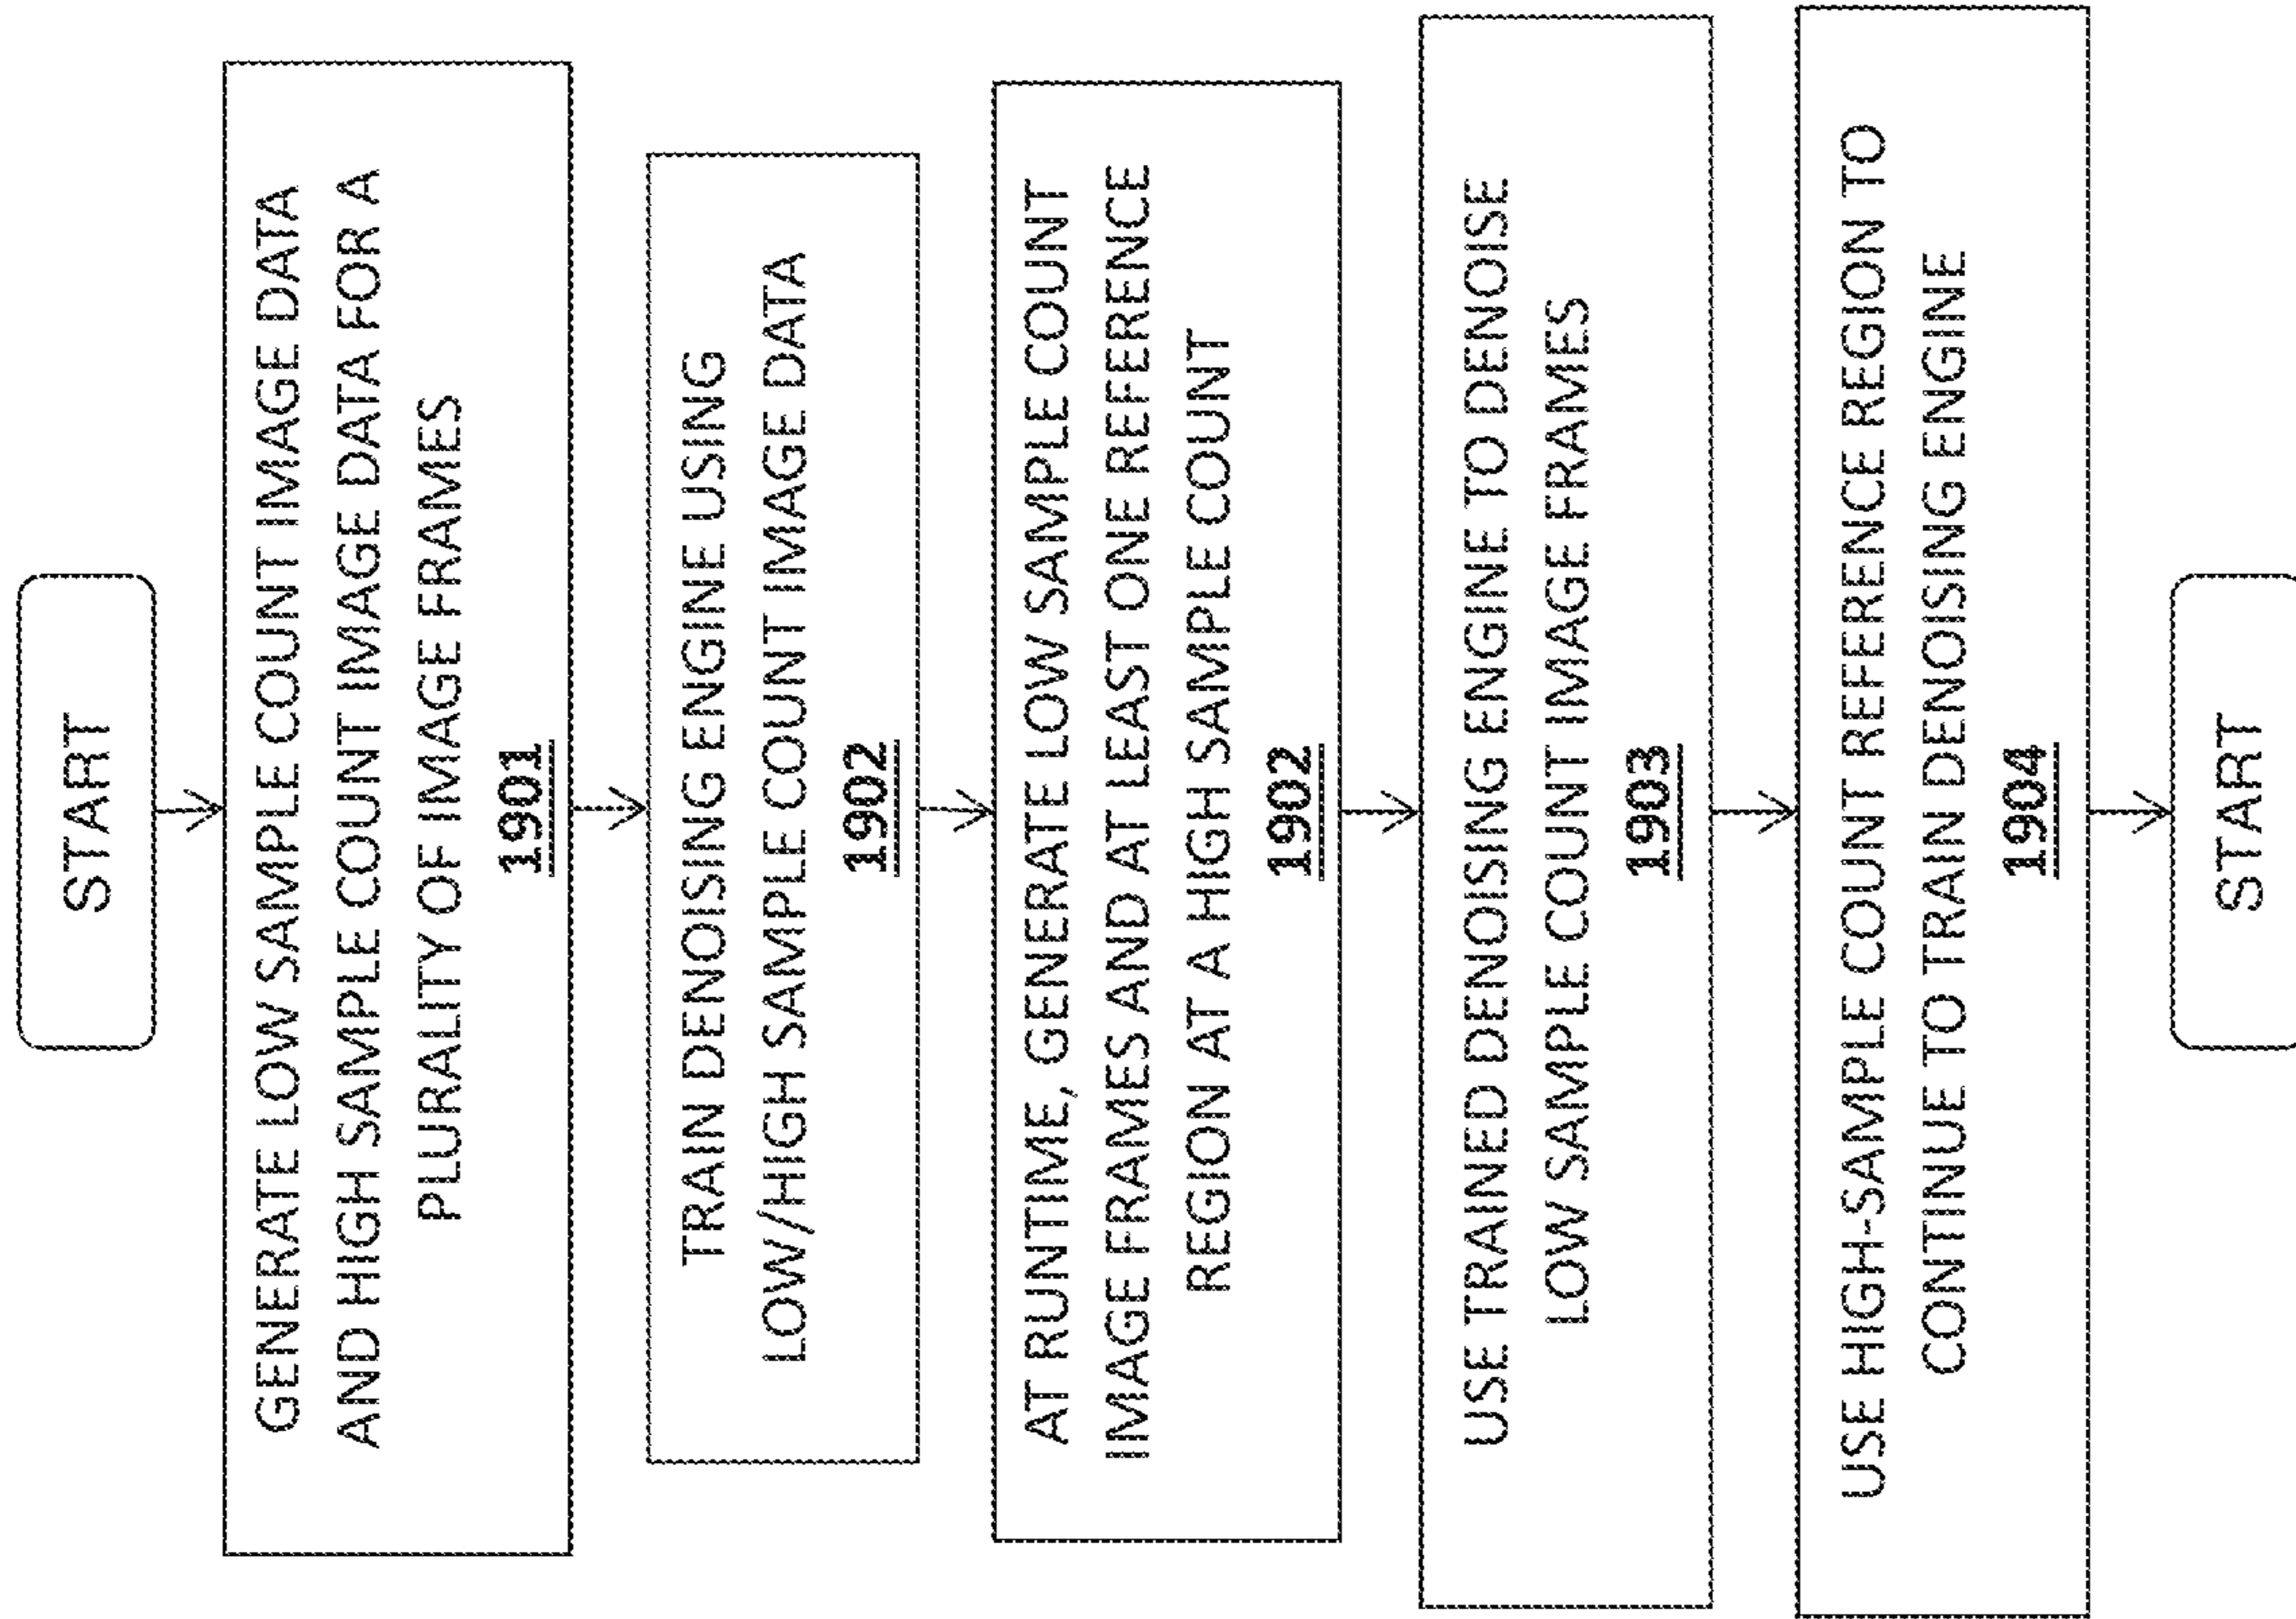 START
GENERATE LOW SAMPLE COUNT IMAGE DATA
AND HIGH SAMPLE COUNT IMAGE DATA FOR A
PLURALITY OF IMAGE FRAMES
1901
TRAIN DENOISING ENGINE USING
LOW/HIGH SAMPLE COUNT IMAGE DATA
1902
AT RUNTIME, GENERATE LOW SAMPLE COUNT
IMAGE FRAMES AND AT LEAST ONE REFERENCE
REGION AT A HIGH SAMPLE COUNT
1902
USE TRAINED DENOISING ENGINE TO DENOISE
LOW SAMPLE COUNT IMAGE FRAMES
1903
USE HIGH-SAMPLE COUNT REFERENCE REGION TO
CONTINUE TO TRAIN DENOISING ENGINE
1904
START